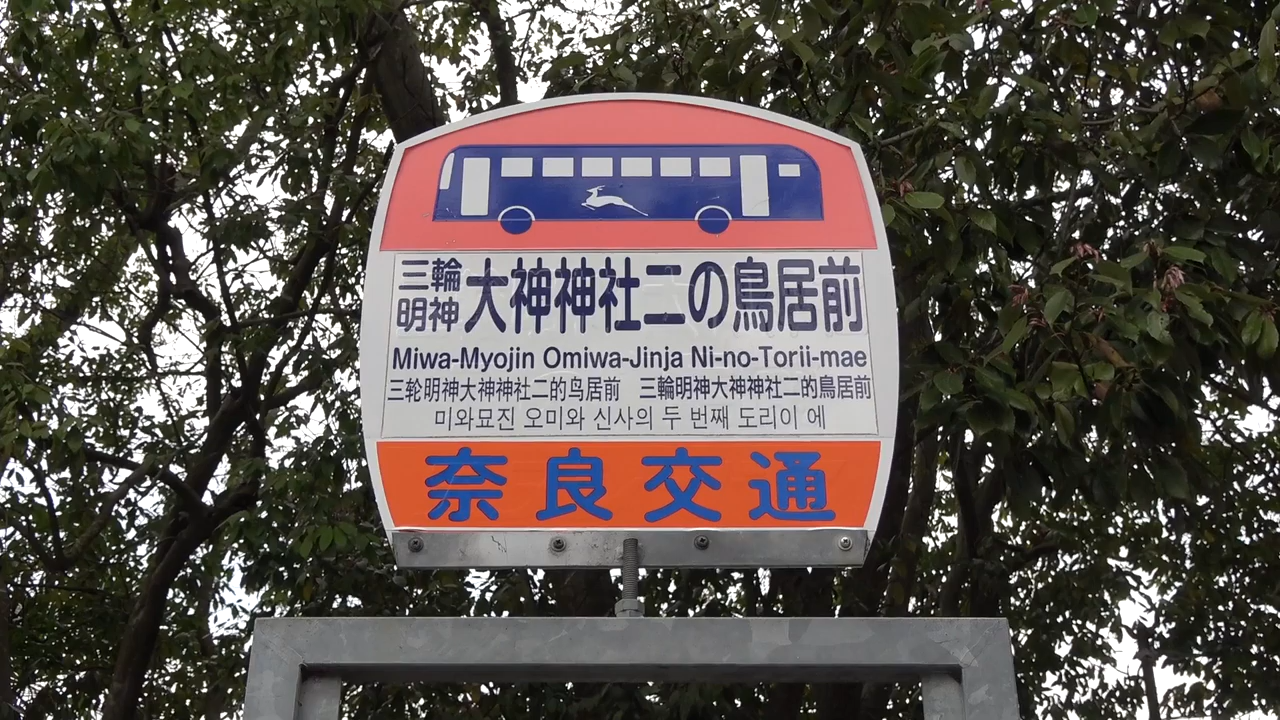 三輪明神 大神神社二の鳥居前
Miwa-Myojin Omiwa-Jinja Ni-no-Torii-mae
三轮明神大神神社二的鸟居前 三輪明神大神神社二的鳥居前
미와묘진 오미와 신사의 두 번째 도리이 에
奈良交通